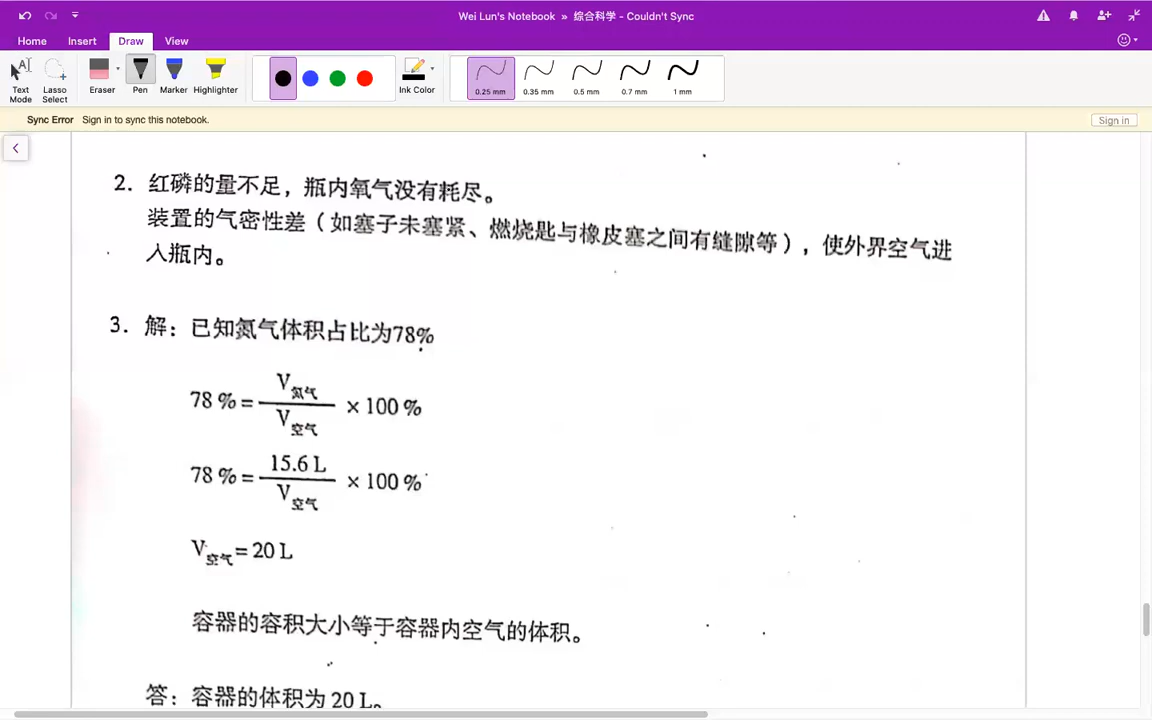 Wei Lun's Notebook » 综合科学 - Couldn't Sync
Home Insert Draw View
Text Mode
Lasso Select
Eraser
Pen
Marker
Highlighter
Ink Color
0.25 mm
0.35 mm
0.5 mm
0.7 mm
1 mm
Sync Error Sign in to sync this notebook. Sign in
2. 红磷的量不足，瓶内氧气没有耗尽。
装置的气密性差（如塞子未塞紧、燃烧匙与橡皮塞之间有缝隙等），使外界空气进
入瓶内。
3. 解：已知氮气体积占比为78%
78 % = V氮气 / V空气 × 100 %
78 % = 15.6 L / V空气 × 100 %
V空气 = 20 L
容器的容积大小等于容器内空气的体积。
答：容器的体积为 20 L。